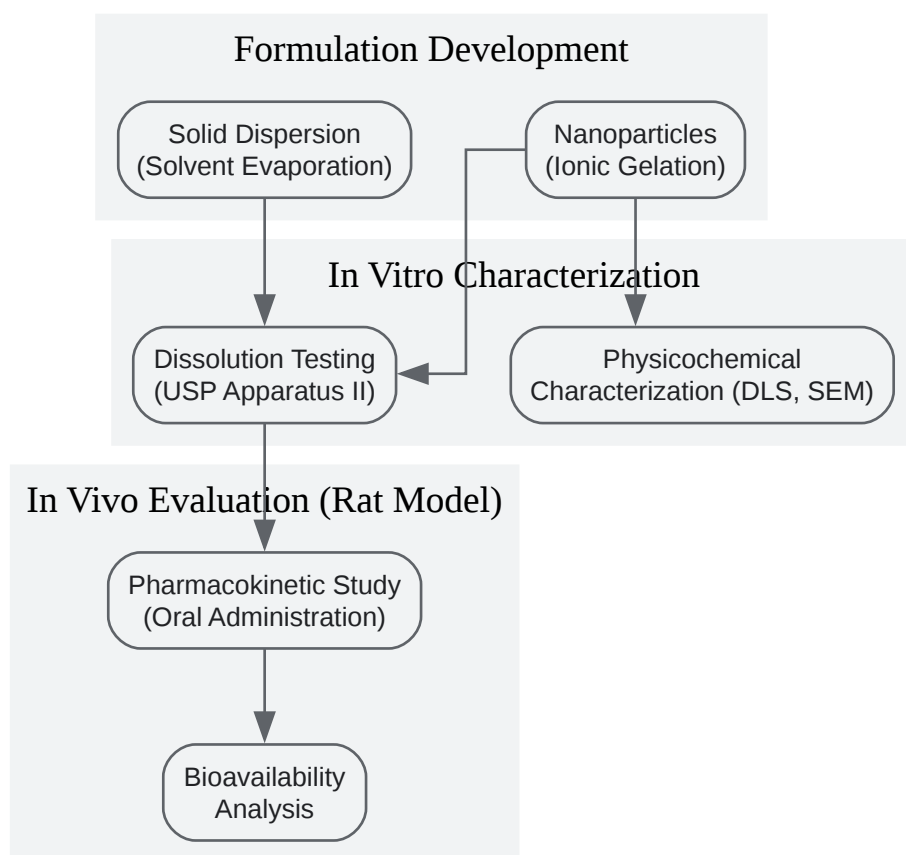 Formulation Development
Solid Dispersion
(Solvent Evaporation)
Nanoparticles
(Ionic Gelation)
In Vitro Characterization
Dissolution Testing
(USP Apparatus II)
Physicochemical
Characterization (DLS, SEM)
In Vivo Evaluation (Rat Model)
Pharmacokinetic Study
(Oral Administration)
Bioavailability
Analysis